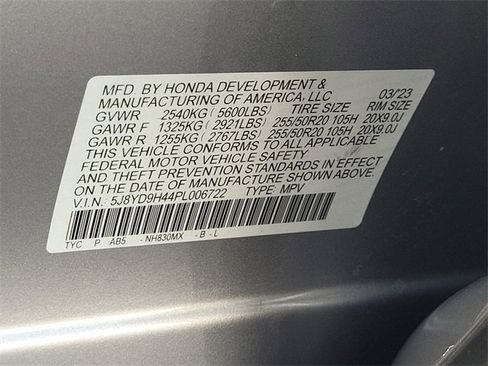 MFD. BY HONDA DEVELOPMENT &
MANUFACTURING OF AMERICA, LLC 03/23
GVWR 2540KG (5600LBS) TIRE SIZE RIM SIZE
GAWR F 1325KG (2921LBS) 255/50R20 105H 20X9.0J
GAWR R 1255KG (2767LBS) 255/50R20 105H 20X9.0J
THIS VEHICLE CONFORMS TO ALL APPLICABLE
FEDERAL MOTOR VEHICLE SAFETY
AND THEFT PREVENTION STANDARDS IN EFFECT
ON THE DATE OF MANUFACTURE SHOWN ABOVE.
V.I.N.: 5J8YD9H44PL006722 TYPE: MPV
TYC P AB5 - NH830MX - B - L